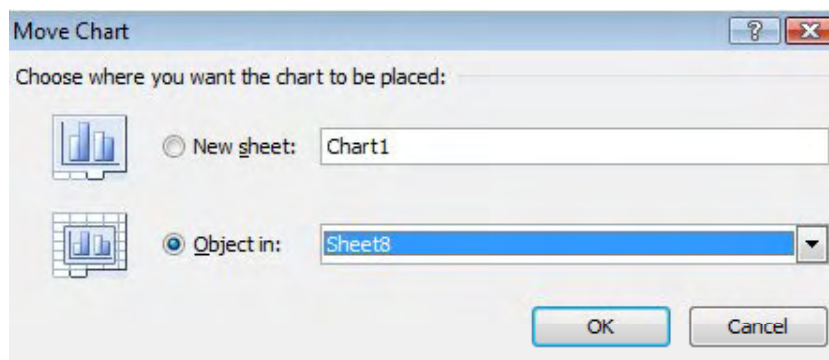 Move Chart
Choose where you want the chart to be placed:
New sheet: Chart1
Object in: Sheet8
OK Cancel